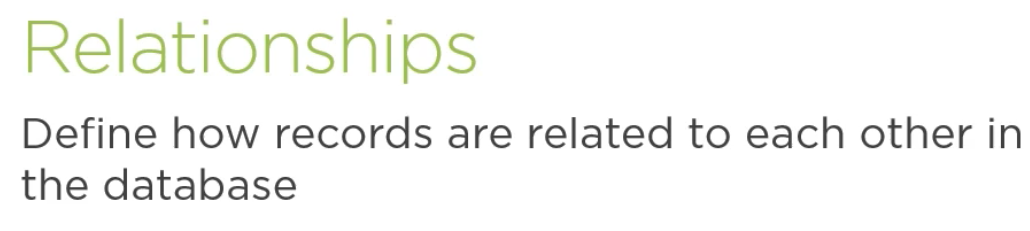 Relationships
Define how records are related to each other in
the database